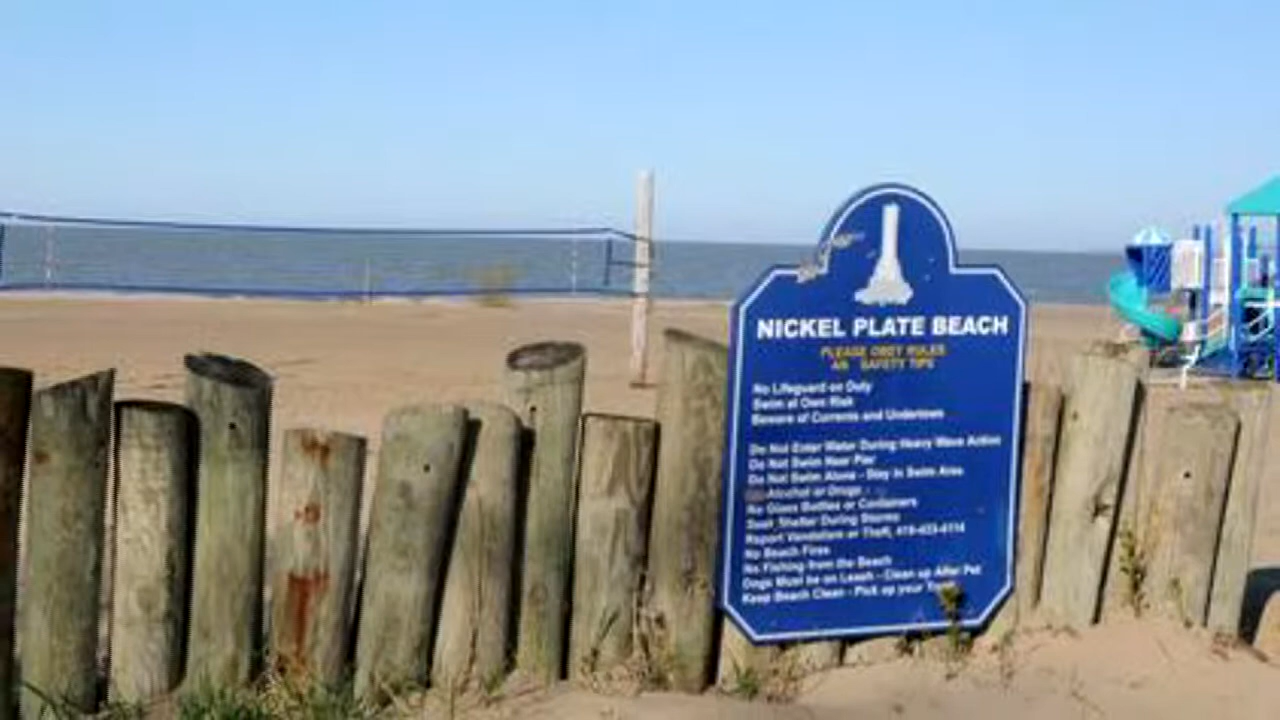 NICKEL PLATE BEACH
PLEASE OBEY RULES
SAFETY TIPS
No Lifeguard on Duty
Swim at Own Risk
Beware of Currents and Undertows
Do Not Enter Water During Heavy Wave Action
Do Not Swim Near Pier
Do Not Swim Alone - Stay in Swim Area
Alcohol or Drugs
No Glass Bottles or Containers
Seek Shelter During Storms
Report Vandalism or Theft,
No Beach Fires
No Fishing from the Beach
Dogs Must be on Leash - Clean up After Pet
Keep Beach Clean - Pick up your